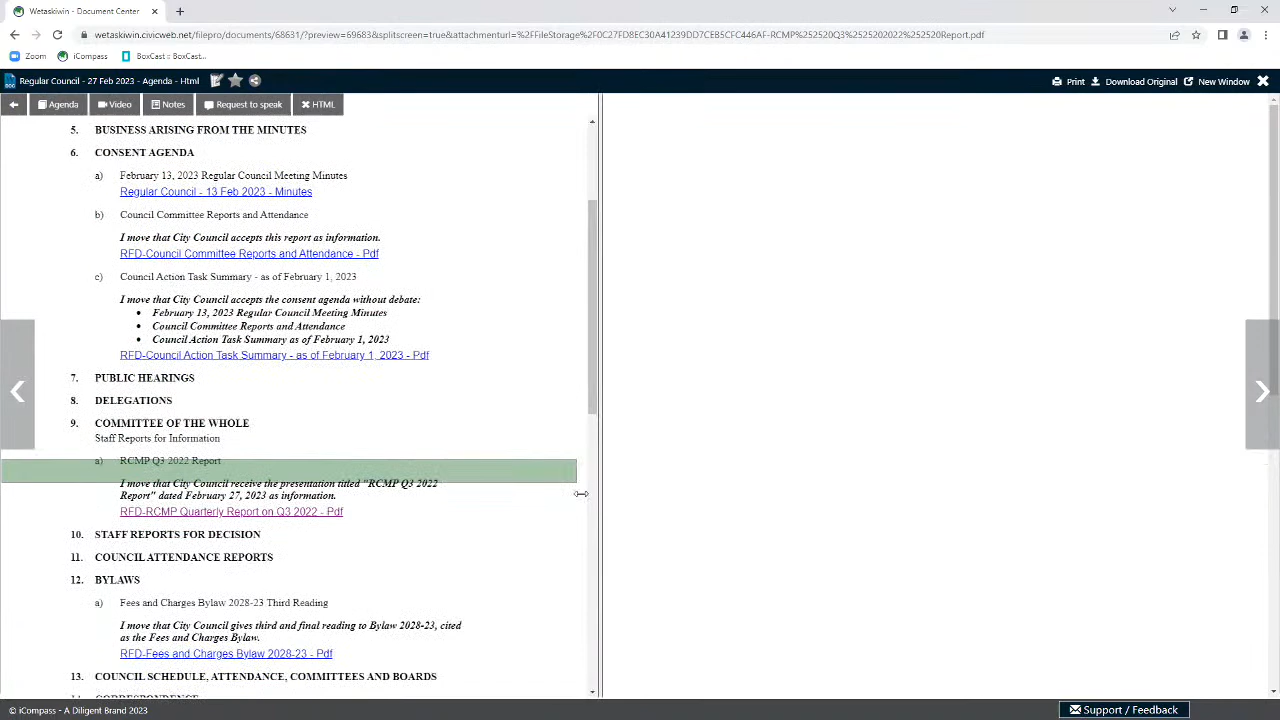 Wetaskiwin - Document Center
wetaskiwin.civicweb.net/filepro/documents/68631/?preview=69683&splitscreen=true&attachmenturl=%2FFileStorage%2F0C27FD8EC30A41239DD7CEB5CFC446AF-RCMP%252520Q3%2525202022%252520Report.pdf
Zoom iCompass BoxCast :: BoxCast...
Regular Council - 27 Feb 2023 - Agenda - Html Print Download Original New Window
Agenda Video Notes Request to speak HTML
5. BUSINESS ARISING FROM THE MINUTES
6. CONSENT AGENDA
a) February 13, 2023 Regular Council Meeting Minutes
Regular Council - 13 Feb 2023 - Minutes
b) Council Committee Reports and Attendance
I move that City Council accepts this report as information.
RFD-Council Committee Reports and Attendance - Pdf
c) Council Action Task Summary - as of February 1, 2023
I move that City Council accepts the consent agenda without debate:
• February 13, 2023 Regular Council Meeting Minutes
• Council Committee Reports and Attendance
• Council Action Task Summary as of February 1, 2023
RFD-Council Action Task Summary - as of February 1, 2023 - Pdf
7. PUBLIC HEARINGS
8. DELEGATIONS
9. COMMITTEE OF THE WHOLE
Staff Reports for Information
a) RCMP Q3 2022 Report
I move that City Council receive the presentation titled "RCMP Q3 2022
Report" dated February 27, 2023 as information.
RFD-RCMP Quarterly Report on Q3 2022 - Pdf
10. STAFF REPORTS FOR DECISION
11. COUNCIL ATTENDANCE REPORTS
12. BYLAWS
a) Fees and Charges Bylaw 2028-23 Third Reading
I move that City Council gives third and final reading to Bylaw 2028-23, cited
as the Fees and Charges Bylaw.
RFD-Fees and Charges Bylaw 2028-23 - Pdf
13. COUNCIL SCHEDULE, ATTENDANCE, COMMITTEES AND BOARDS
14. CORRESPONDENCE
© iCompass - A Diligent Brand 2023 Support / Feedback